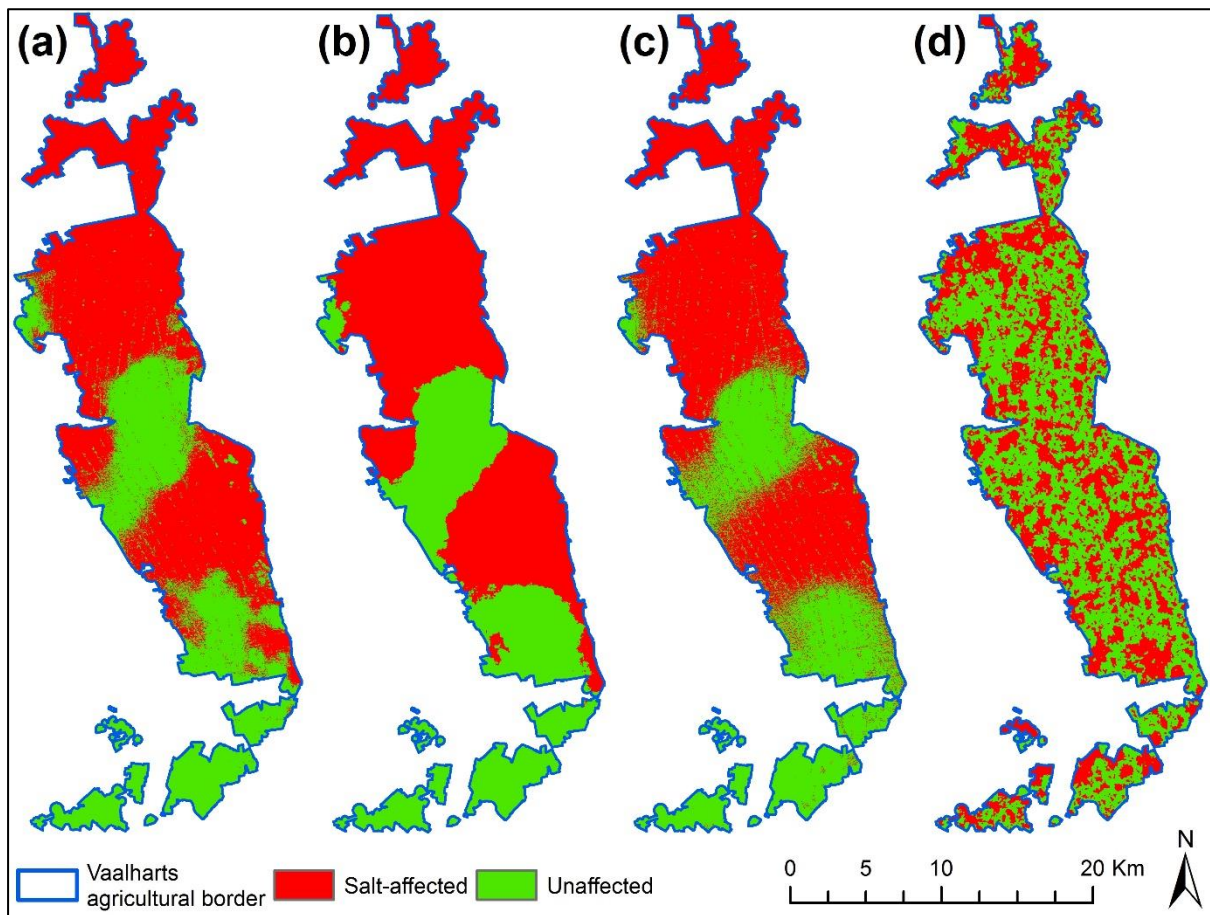 (a) (b) (c) (d)
Vaalharts
agricultural border
Salt-affected
Unaffected
0 5 10 20 Km
N